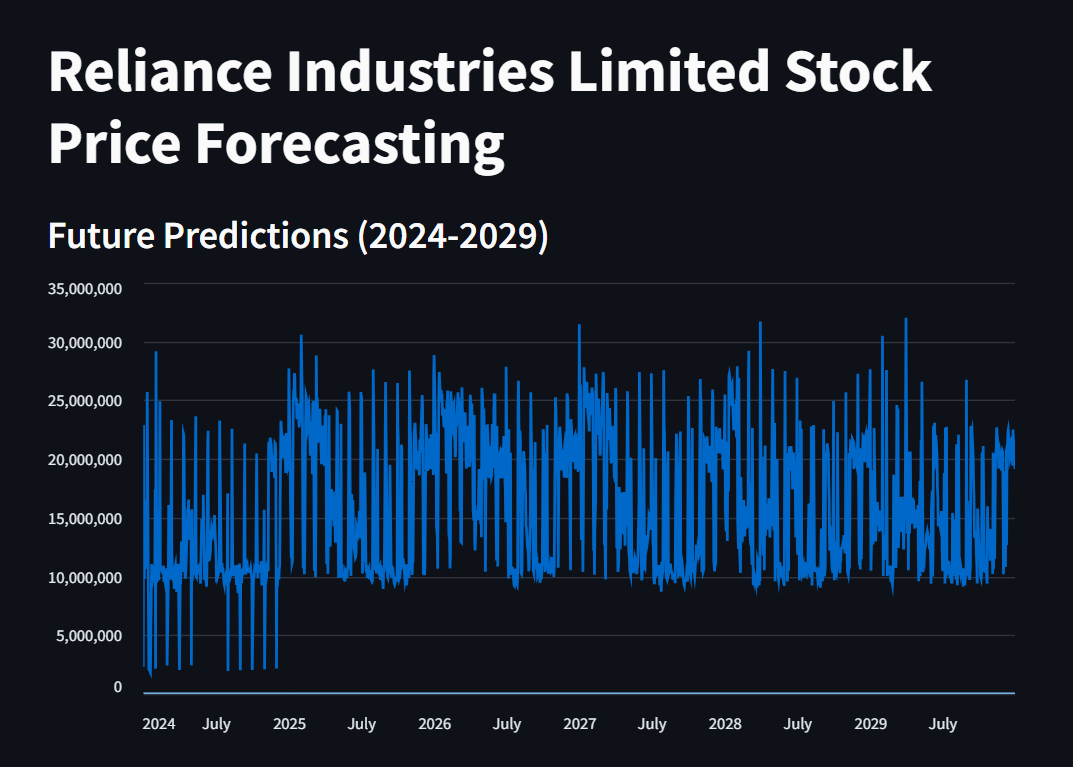 Reliance Industries Limited Stock
Price Forecasting
Future Predictions (2024-2029)
35,000,000
30,000,000
25,000,000
20,000,000
15,000,000
10,000,000
5,000,000
0
2024 July 2025 July 2026 July 2027 July 2028 July 2029 July